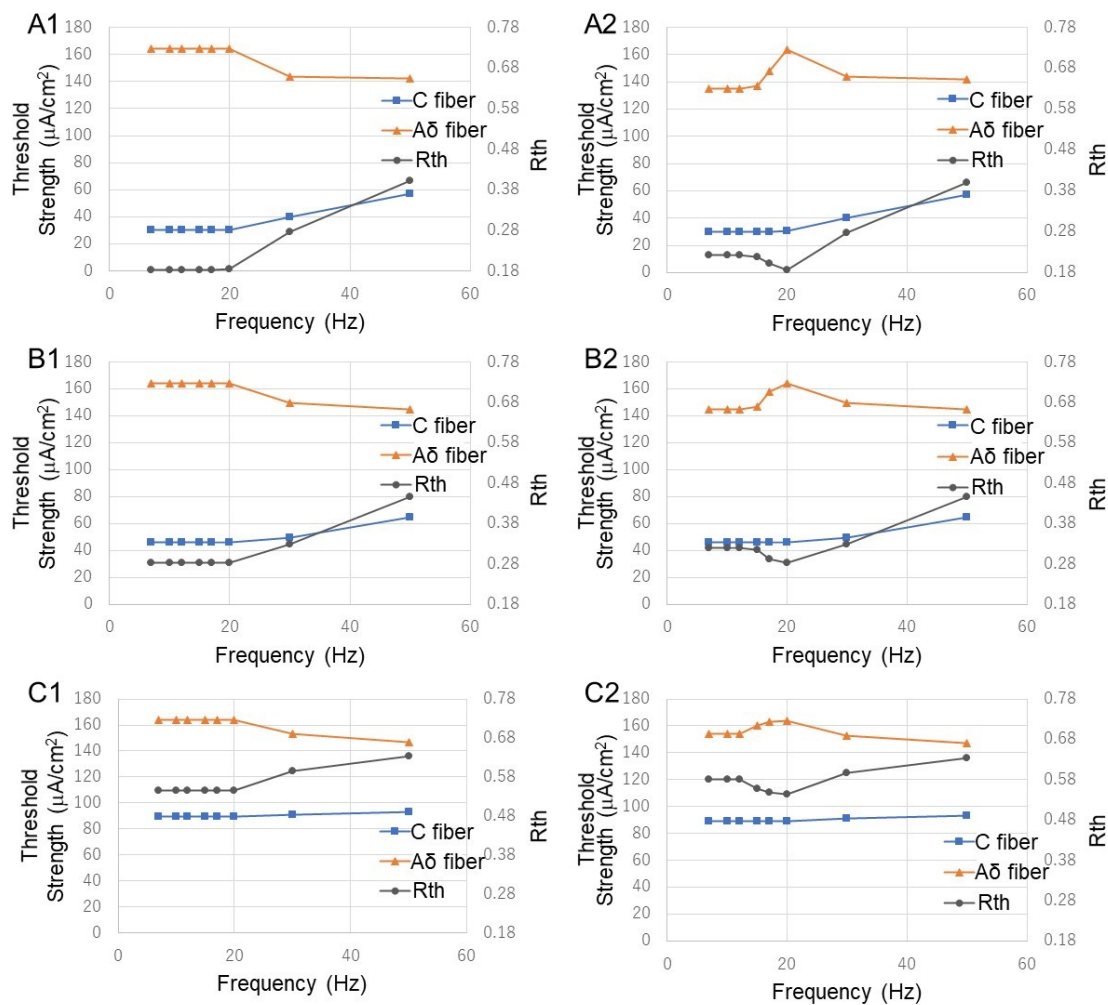 A1
180
160
140
120
100
80
60
40
20
0
0 20 40 60
0.78
0.68
0.58
0.48
0.38
0.28
0.18
Threshold
Strength (μA/cm2)
Rth
Frequency (Hz)
C fiber
Aδ fiber
Rth
A2
180
160
140
120
100
80
60
40
20
0
0 20 40 60
0.78
0.68
0.58
0.48
0.38
0.28
0.18
Threshold
Strength (μA/cm2)
Rth
Frequency (Hz)
C fiber
Aδ fiber
Rth
B1
180
160
140
120
100
80
60
40
20
0
0 20 40 60
0.78
0.68
0.58
0.48
0.38
0.28
0.18
Threshold
Strength (μA/cm2)
Rth
Frequency (Hz)
C fiber
Aδ fiber
Rth
B2
180
160
140
120
100
80
60
40
20
0
0 20 40 60
0.78
0.68
0.58
0.48
0.38
0.28
0.18
Threshold
Strength (μA/cm2)
Rth
Frequency (Hz)
C fiber
Aδ fiber
Rth
C1
180
160
140
120
100
80
60
40
20
0
0 20 40 60
0.78
0.68
0.58
0.48
0.38
0.28
0.18
Threshold
Strength (μA/cm2)
Rth
Frequency (Hz)
C fiber
Aδ fiber
Rth
C2
180
160
140
120
100
80
60
40
20
0
0 20 40 60
0.78
0.68
0.58
0.48
0.38
0.28
0.18
Threshold
Strength (μA/cm2)
Rth
Frequency (Hz)
C fiber
Aδ fiber
Rth